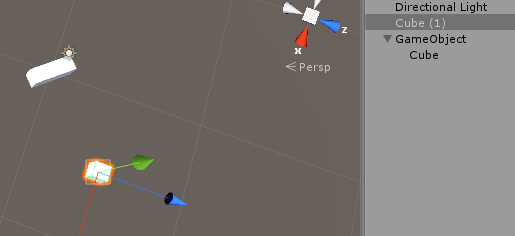 Directional Light
Cube (1)
GameObject
Cube
x
z
Persp